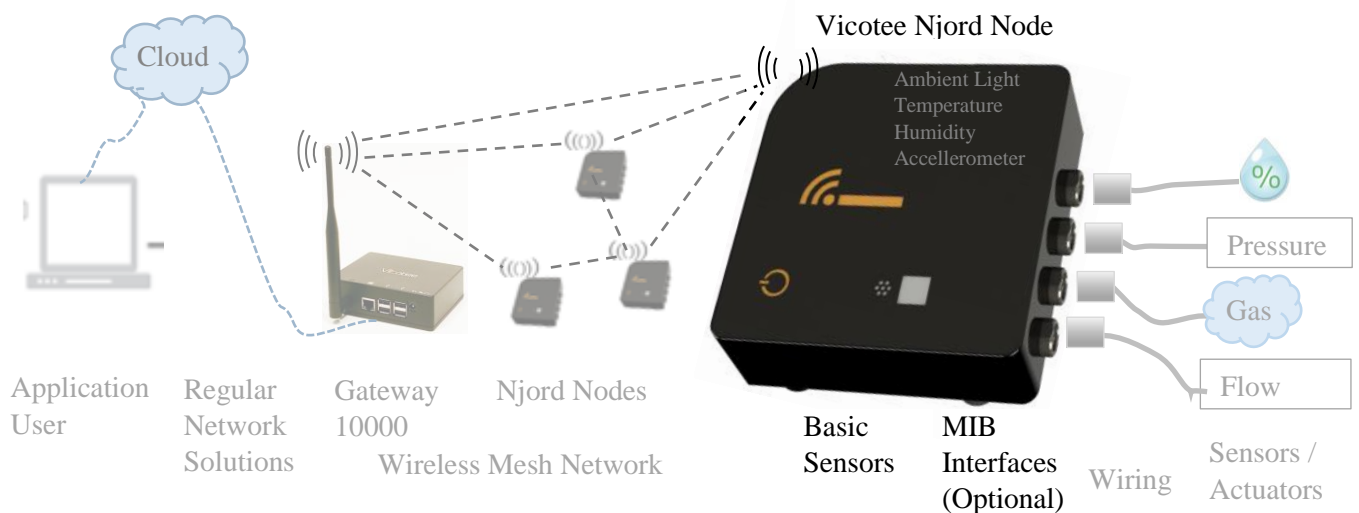 Vicotee Njord Node
Cloud
Ambient Light
Temperature
Humidity
Accellerometer
%
Pressure
Vicotee
Gas
Flow
Application
User
Regular
Network
Solutions
Gateway
10000
Njord Nodes
Wireless Mesh Network
Basic
Sensors
MIB
Interfaces
(Optional)
Wiring
Sensors /
Actuators